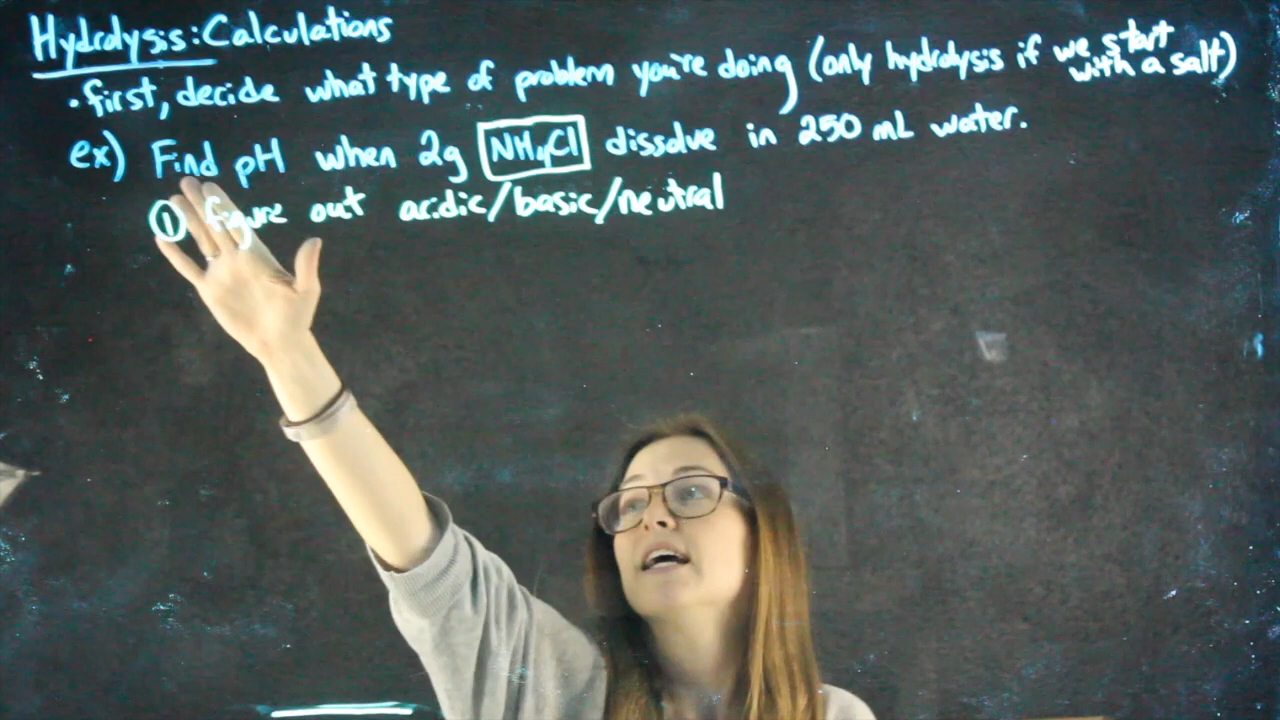 Hydrolysis: Calculations
• first, decide what type of problem you're doing (only hydrolysis if we start with a salt)
ex) Find pH when 2g NH₄Cl dissolve in 250 mL water.
① figure out acidic/basic/neutral